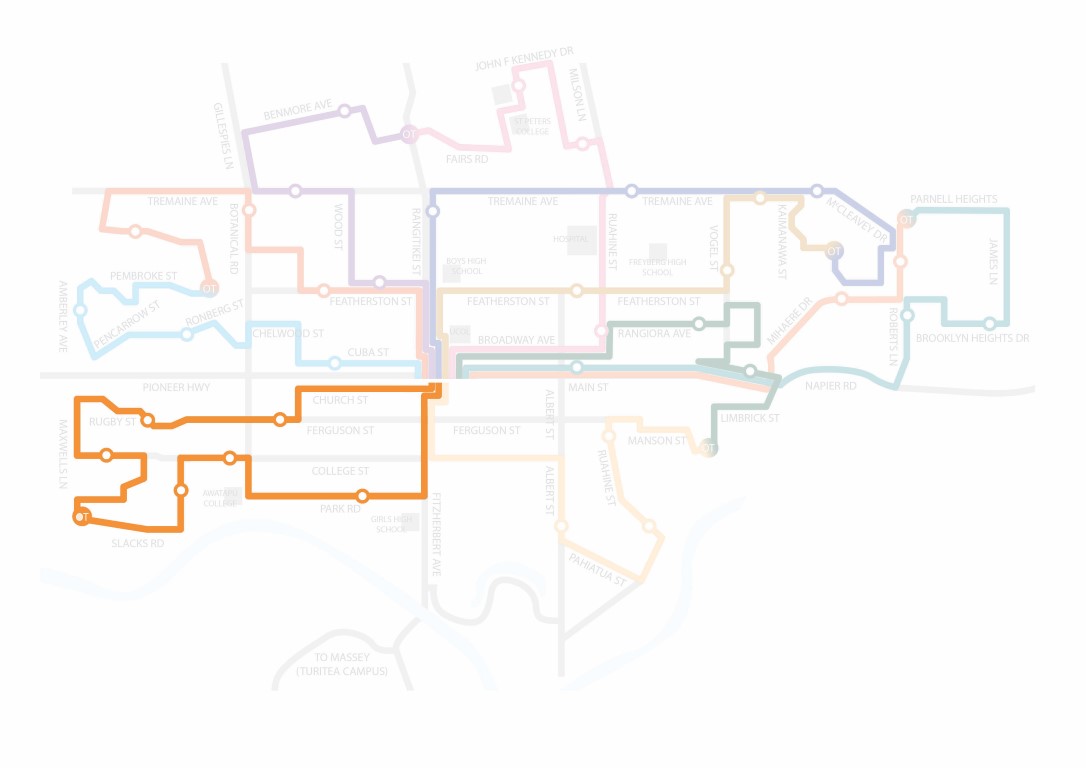 JOHN F KENNEDY DR
MILSON LN
GILLESPIES LN
BENMORE AVE
ST PETERS
COLLEGE
OT
FAIRS RD
TREMAINE AVE
TREMAINE AVE
TREMAINE AVE
PARNELL HEIGHTS
BOTANICAL RD
WOOD ST
RANGITIKEI ST
RUAHINE ST
VOGEL ST
KAIMANAWA ST
MCCLEAVEY DR
OT
HOSPITAL
JAMES LN
OT
BOYS HIGH
SCHOOL
FREYBERG HIGH
SCHOOL
PEMBROKE ST
OT
AMBERLEY AVE
PENCARROW ST
RONBERG ST
FEATHERSTON ST
FEATHERSTON ST
FEATHERSTON ST
MIHAERE DR
ROBERTS LN
CHELWOOD ST
UCOL
BROADWAY AVE
RANGIORA AVE
BROOKLYN HEIGHTS DR
CUBA ST
PIONEER HWY
MAIN ST
NAPIER RD
CHURCH ST
ALBERT ST
LIMBRICK ST
RUGBY ST
FERGUSON ST
FERGUSON ST
MANSON ST
OT
MAXWELLS LN
COLLEGE ST
RUAHINE ST
ALBERT ST
AWATAPU
COLLEGE
PARK RD
OT
GIRLS HIGH
SCHOOL
FITZHERBERT AVE
SLACKS RD
PAHIATUA ST
TO MASSEY
(TURITEA CAMPUS)